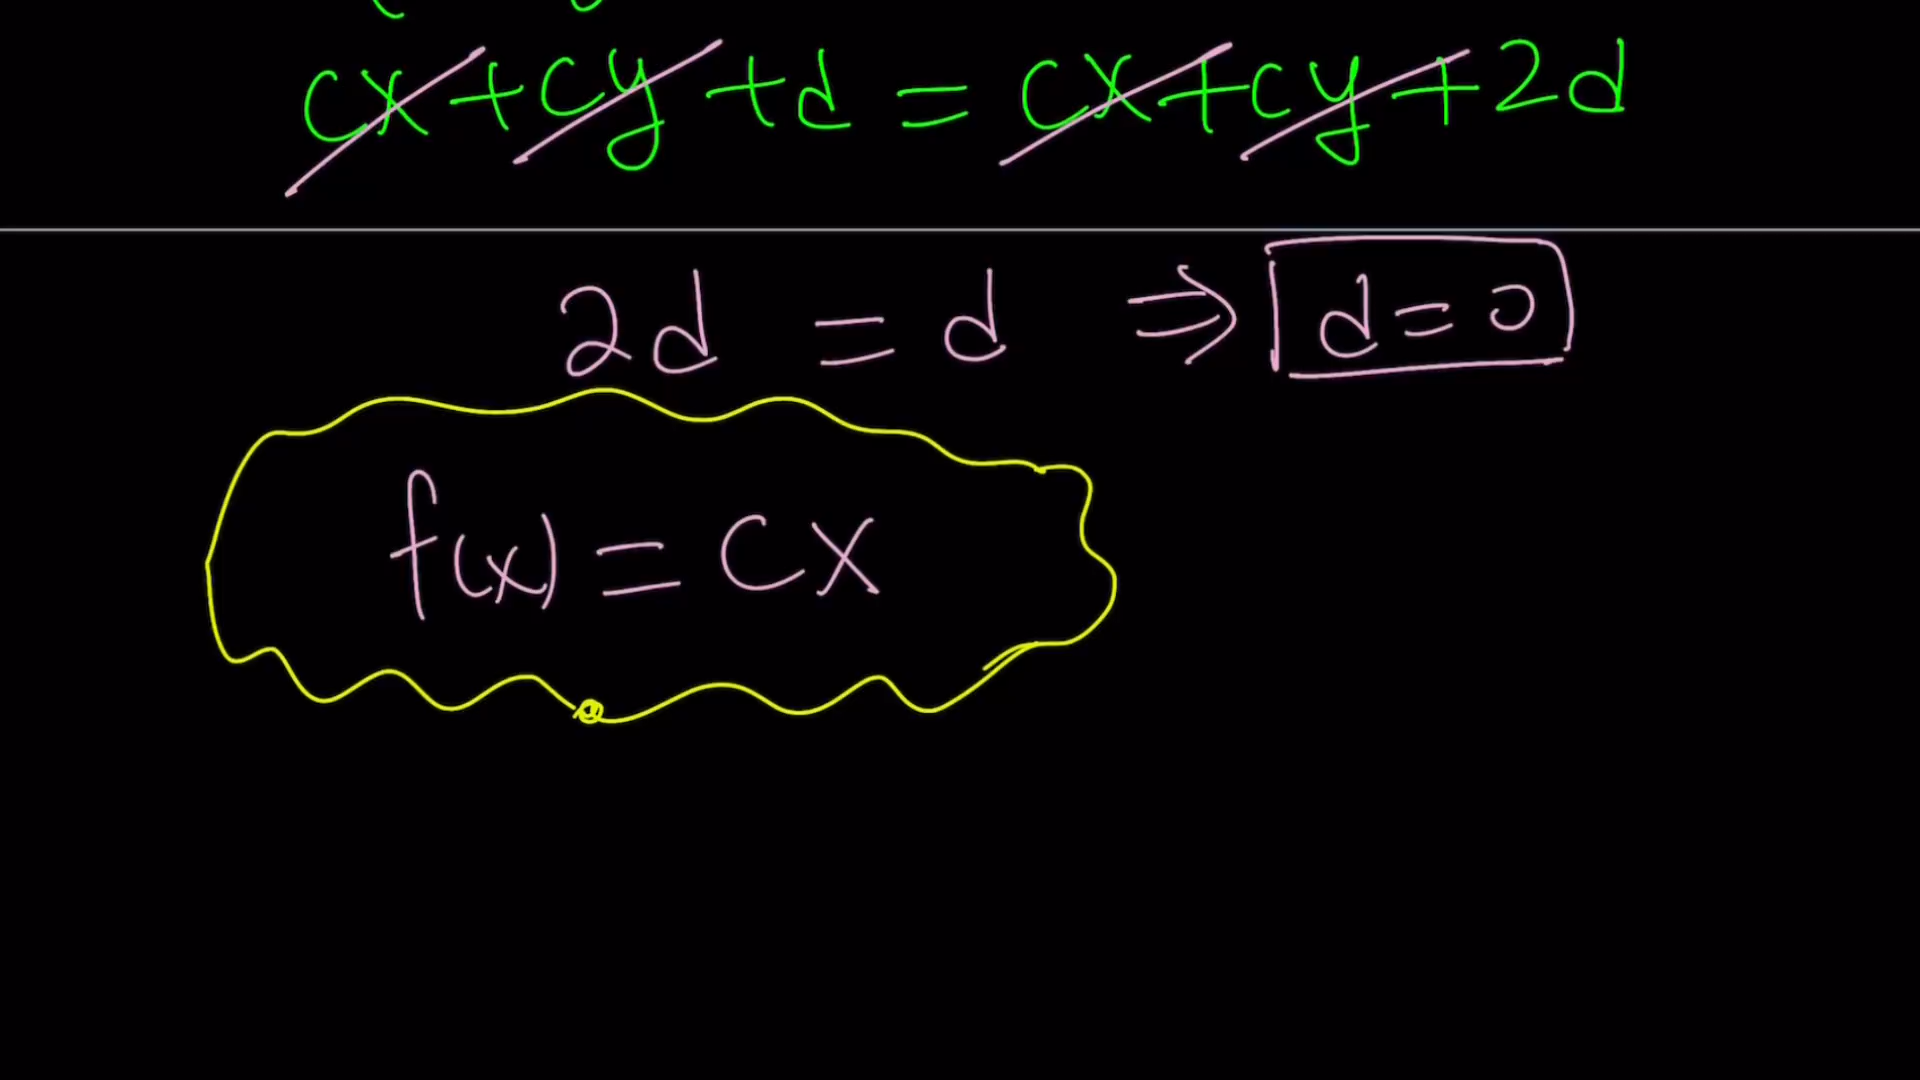 cx + cy + d = cx + cy + 2d
2d = d ⇒ d = 0
f(x) = cx